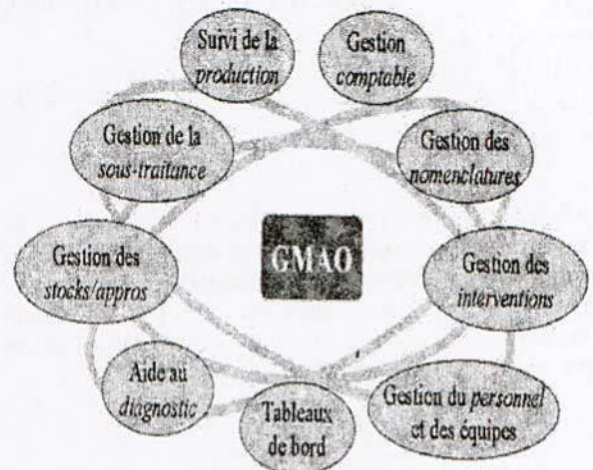 Suivi de la
production
Gestion
comptable
Gestion de la
sous-traitance
Gestion des
nomenclatures
Gestion des
stocks/appros
GMAO
Gestion des
interventions
Aide au
diagnostic
Tableaux
de bord
Gestion du personnel
et des équipes